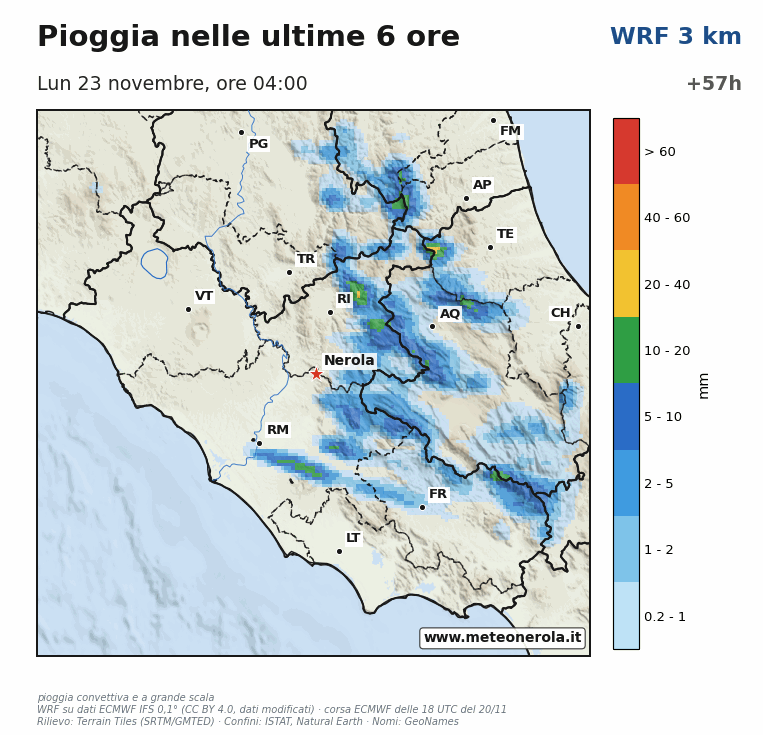 Pioggia nelle ultime 6 ore
WRF 3 km
Lun 23 novembre, ore 04:00
+57h
FM
PG
AP
TE
TR
VT
RI
AQ
CH
Nerola
RM
FR
LT
www.meteonerola.it
> 60
40 - 60
20 - 40
10 - 20
5 - 10
2 - 5
1 - 2
0.2 - 1
mm
pioggia convettiva e a grande scala
WRF su dati ECMWF IFS 0,1° (CC BY 4.0, dati modificati) · corsa ECMWF delle 18 UTC del 20/11
Rilievo: Terrain Tiles (SRTM/GMTED) · Confini: ISTAT, Natural Earth · Nomi: GeoNames